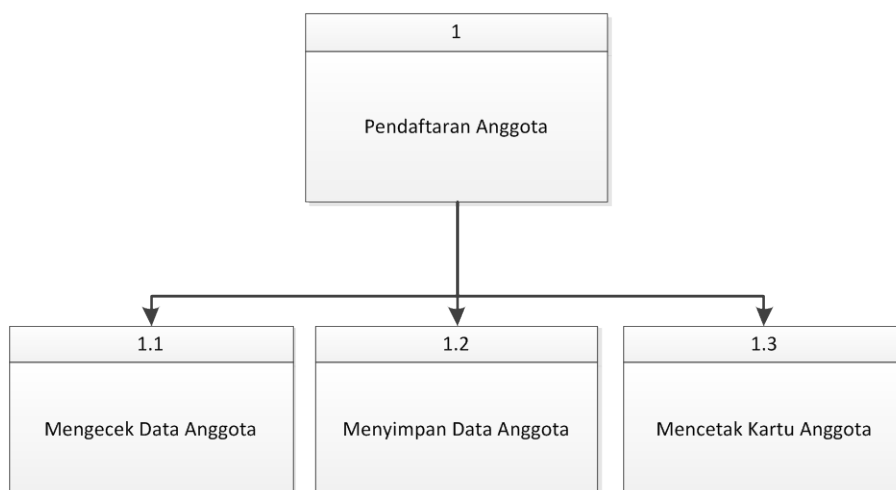 1
Pendaftaran Anggota
1.1
Mengecek Data Anggota
1.2
Menyimpan Data Anggota
1.3
Mencetak Kartu Anggota